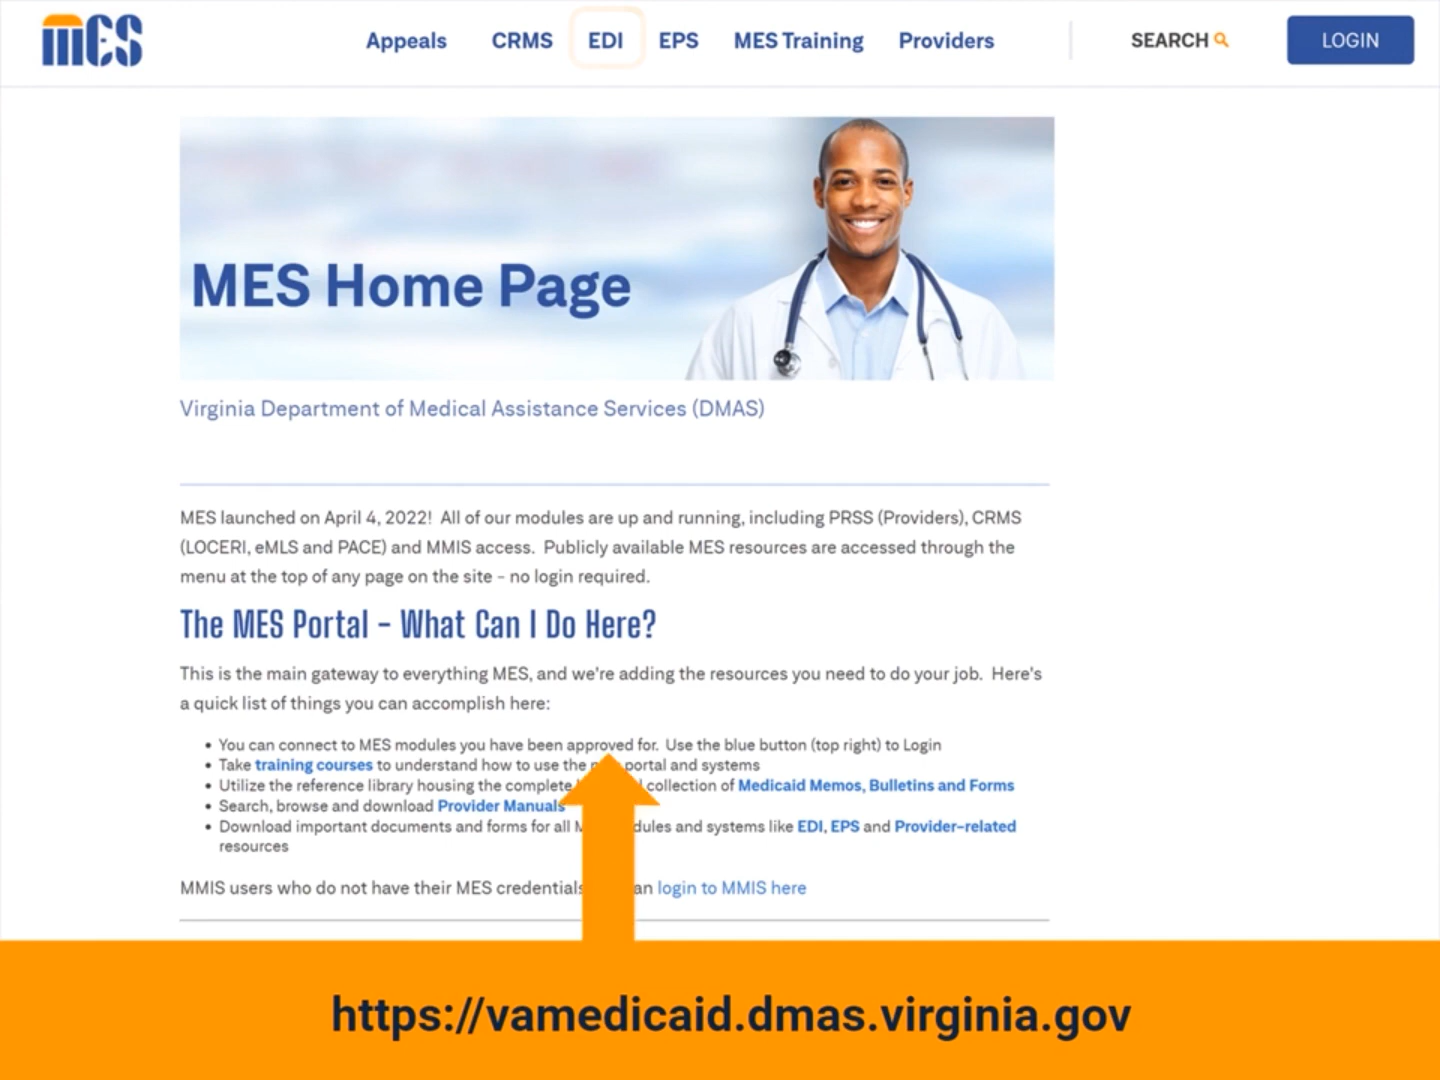 mes
Appeals CRMS EDI EPS MES Training Providers SEARCH LOGIN
MES Home Page
Virginia Department of Medical Assistance Services (DMAS)
MES launched on April 4, 2022! All of our modules are up and running, including PRSS (Providers), CRMS
(LOCERI, eMLS and PACE) and MMIS access. Publicly available MES resources are accessed through the
menu at the top of any page on the site - no login required.
The MES Portal - What Can I Do Here?
This is the main gateway to everything MES, and we're adding the resources you need to do your job. Here's
a quick list of things you can accomplish here:
• You can connect to MES modules you have been approved for. Use the blue button (top right) to Login
• Take training courses to understand how to use the portal and systems
• Utilize the reference library housing the complete collection of Medicaid Memos, Bulletins and Forms
• Search, browse and download Provider Manuals
• Download important documents and forms for all and systems like EDI, EPS and Provider-related
resources
MMIS users who do not have their MES credentials login to MMIS here
https://vamedicaid.dmas.virginia.gov